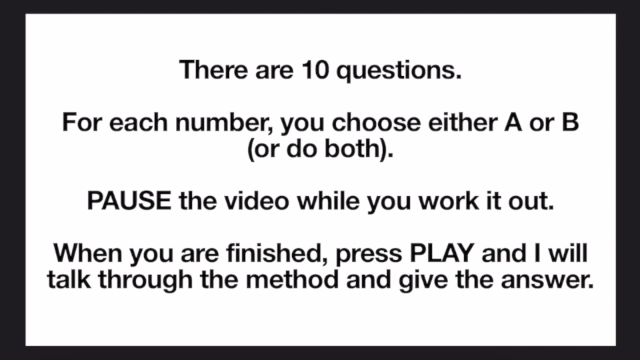 There are 10 questions.
For each number, you choose either A or B
(or do both).
PAUSE the video while you work it out.
When you are finished, press PLAY and I will
talk through the method and give the answer.